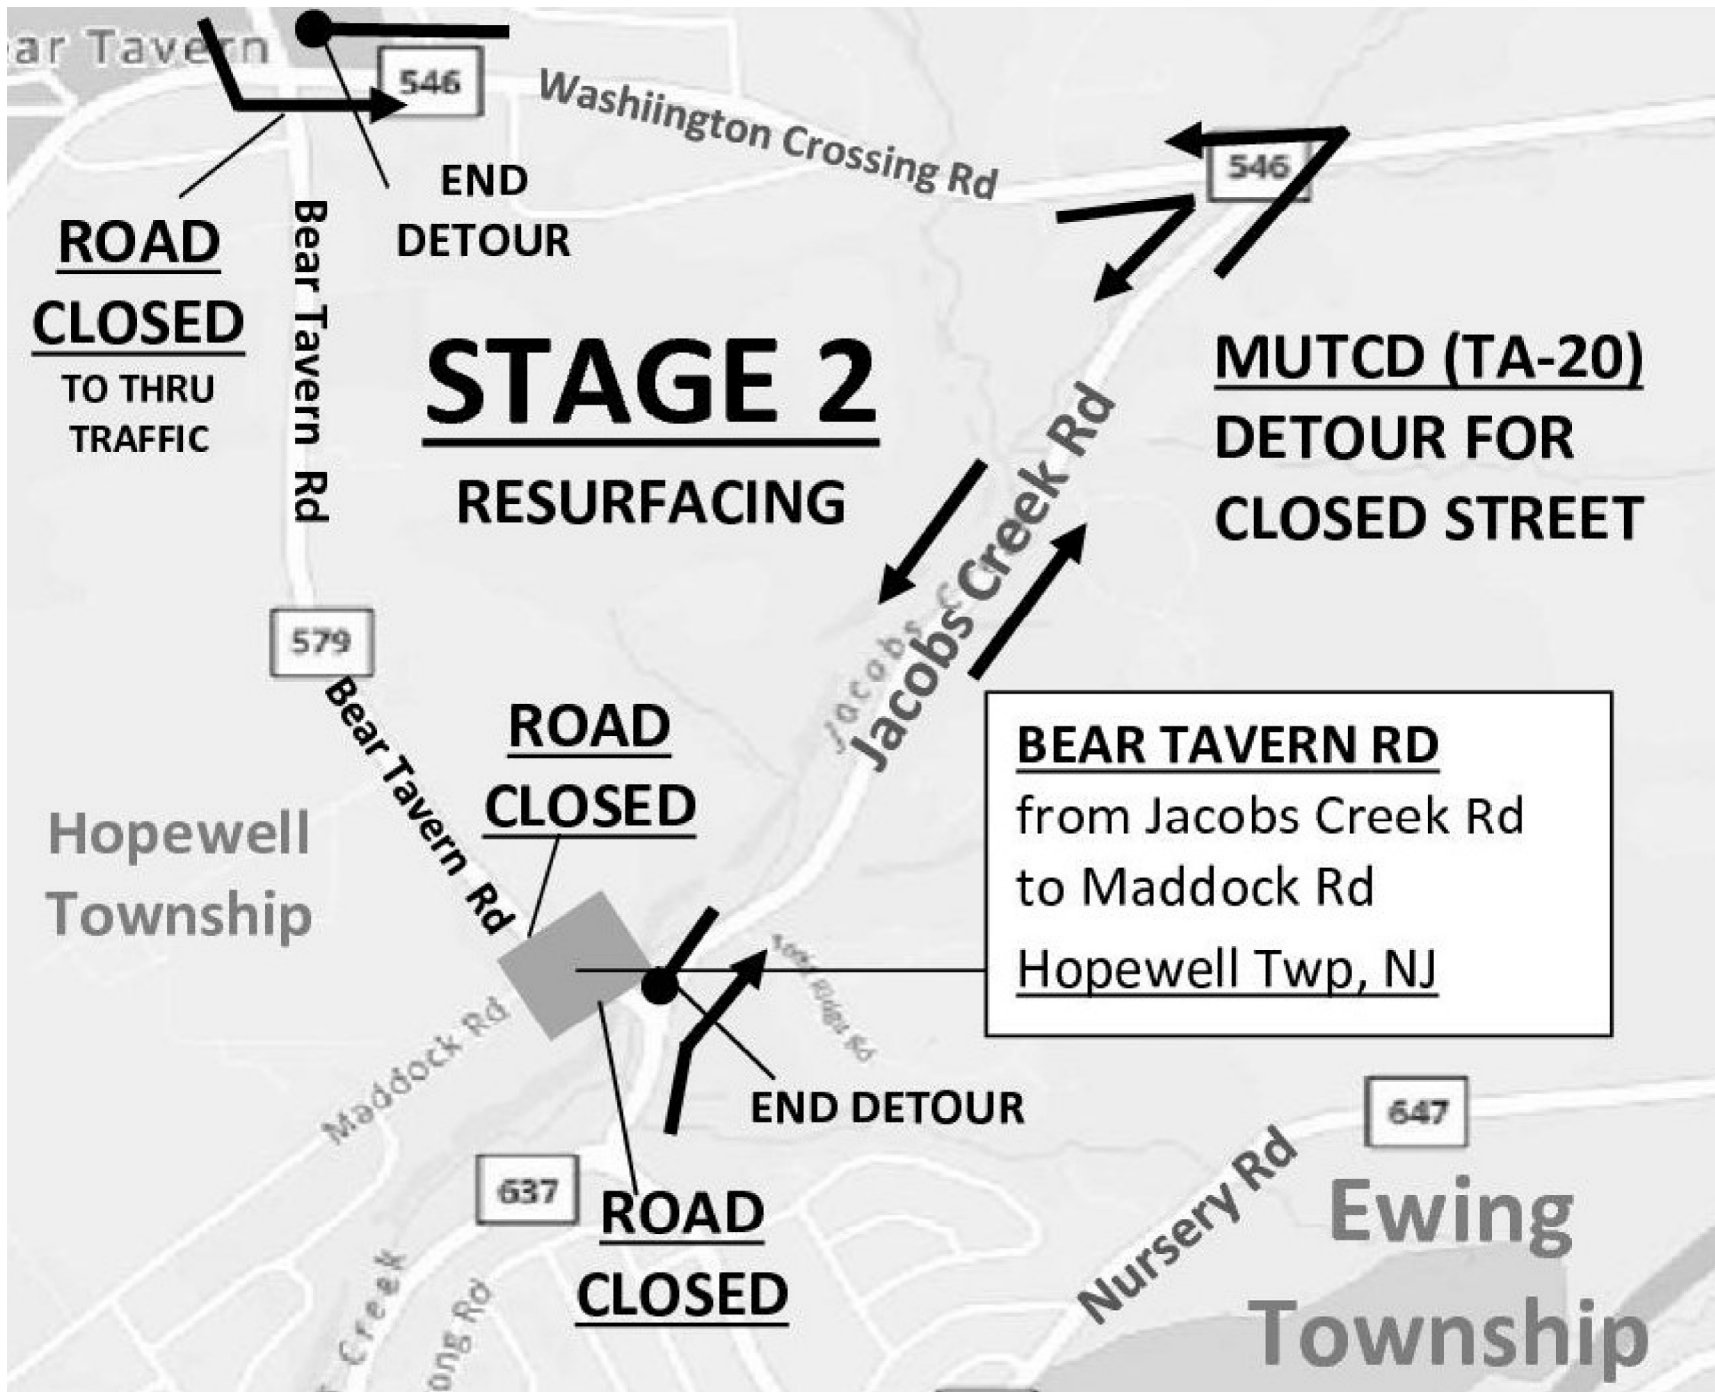 ar Tavern
546
Washiington Crossing Rd
546
END
DETOUR
ROAD
CLOSED
TO THRU
TRAFFIC
Bear Tavern Rd
STAGE 2
RESURFACING
MUTCD (TA-20)
DETOUR FOR
CLOSED STREET
Jacobs Creek Rd
Jacobs C
579
Bear Tavern Rd
ROAD
CLOSED
BEAR TAVERN RD
from Jacobs Creek Rd
to Maddock Rd
Hopewell Twp, NJ
Hopewell
Township
Maddock Rd
END DETOUR
647
637
ROAD
CLOSED
Nursery Rd
Ewing
Township
Creek
ong Rd